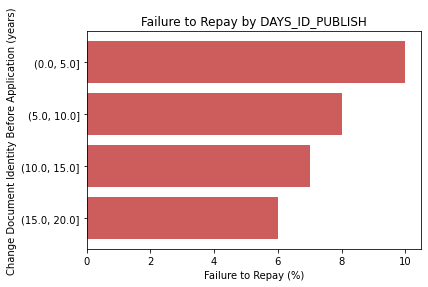 Failure to Repay by DAYS_ID_PUBLISH
Change Document Identity Before Application (years)
(0.0, 5.0]
(5.0, 10.0]
(10.0, 15.0]
(15.0, 20.0]
0 2 4 6 8 10
Failure to Repay (%)